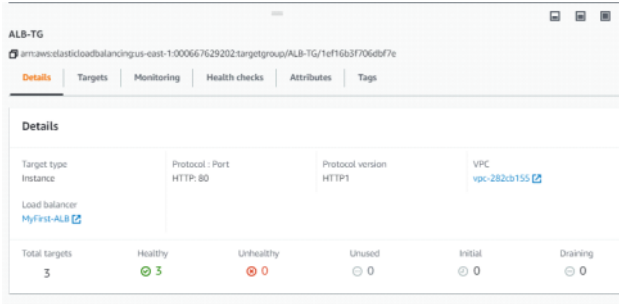 ALB-TG
arn:aws:elasticloadbalancing:us-east-1:000667629202:targetgroup/ALB-TG/1ef16b3f706dbf7e
Details Targets Monitoring Health checks Attributes Tags
Details
Target type Protocol : Port Protocol version VPC
Instance HTTP: 80 HTTP1 vpc-282cb155
Load balancer
MyFirst-ALB
Total targets Healthy Unhealthy Unused Initial Draining
3 3 0 0 0 0